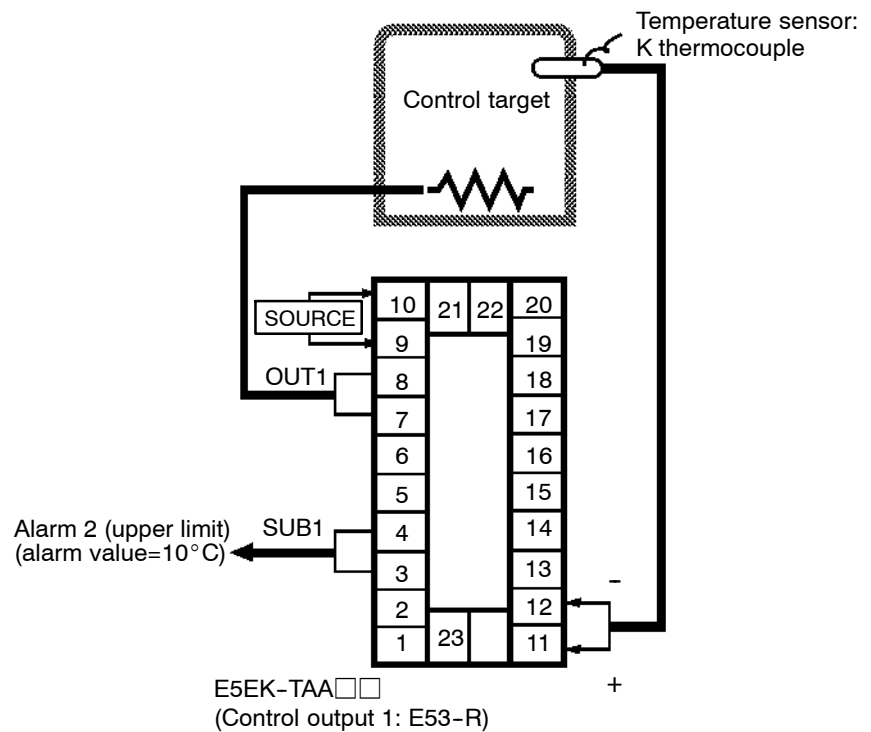 Temperature sensor:
K thermocouple
Control target
10 21 22 20
SOURCE
9 19
OUT1 8 18
7 17
6 16
5 15
Alarm 2 (upper limit) SUB1 4 14
(alarm value=10°C)
3 13
−
2 12
1 23 11
E5EK-TAA□□
+
(Control output 1: E53-R)